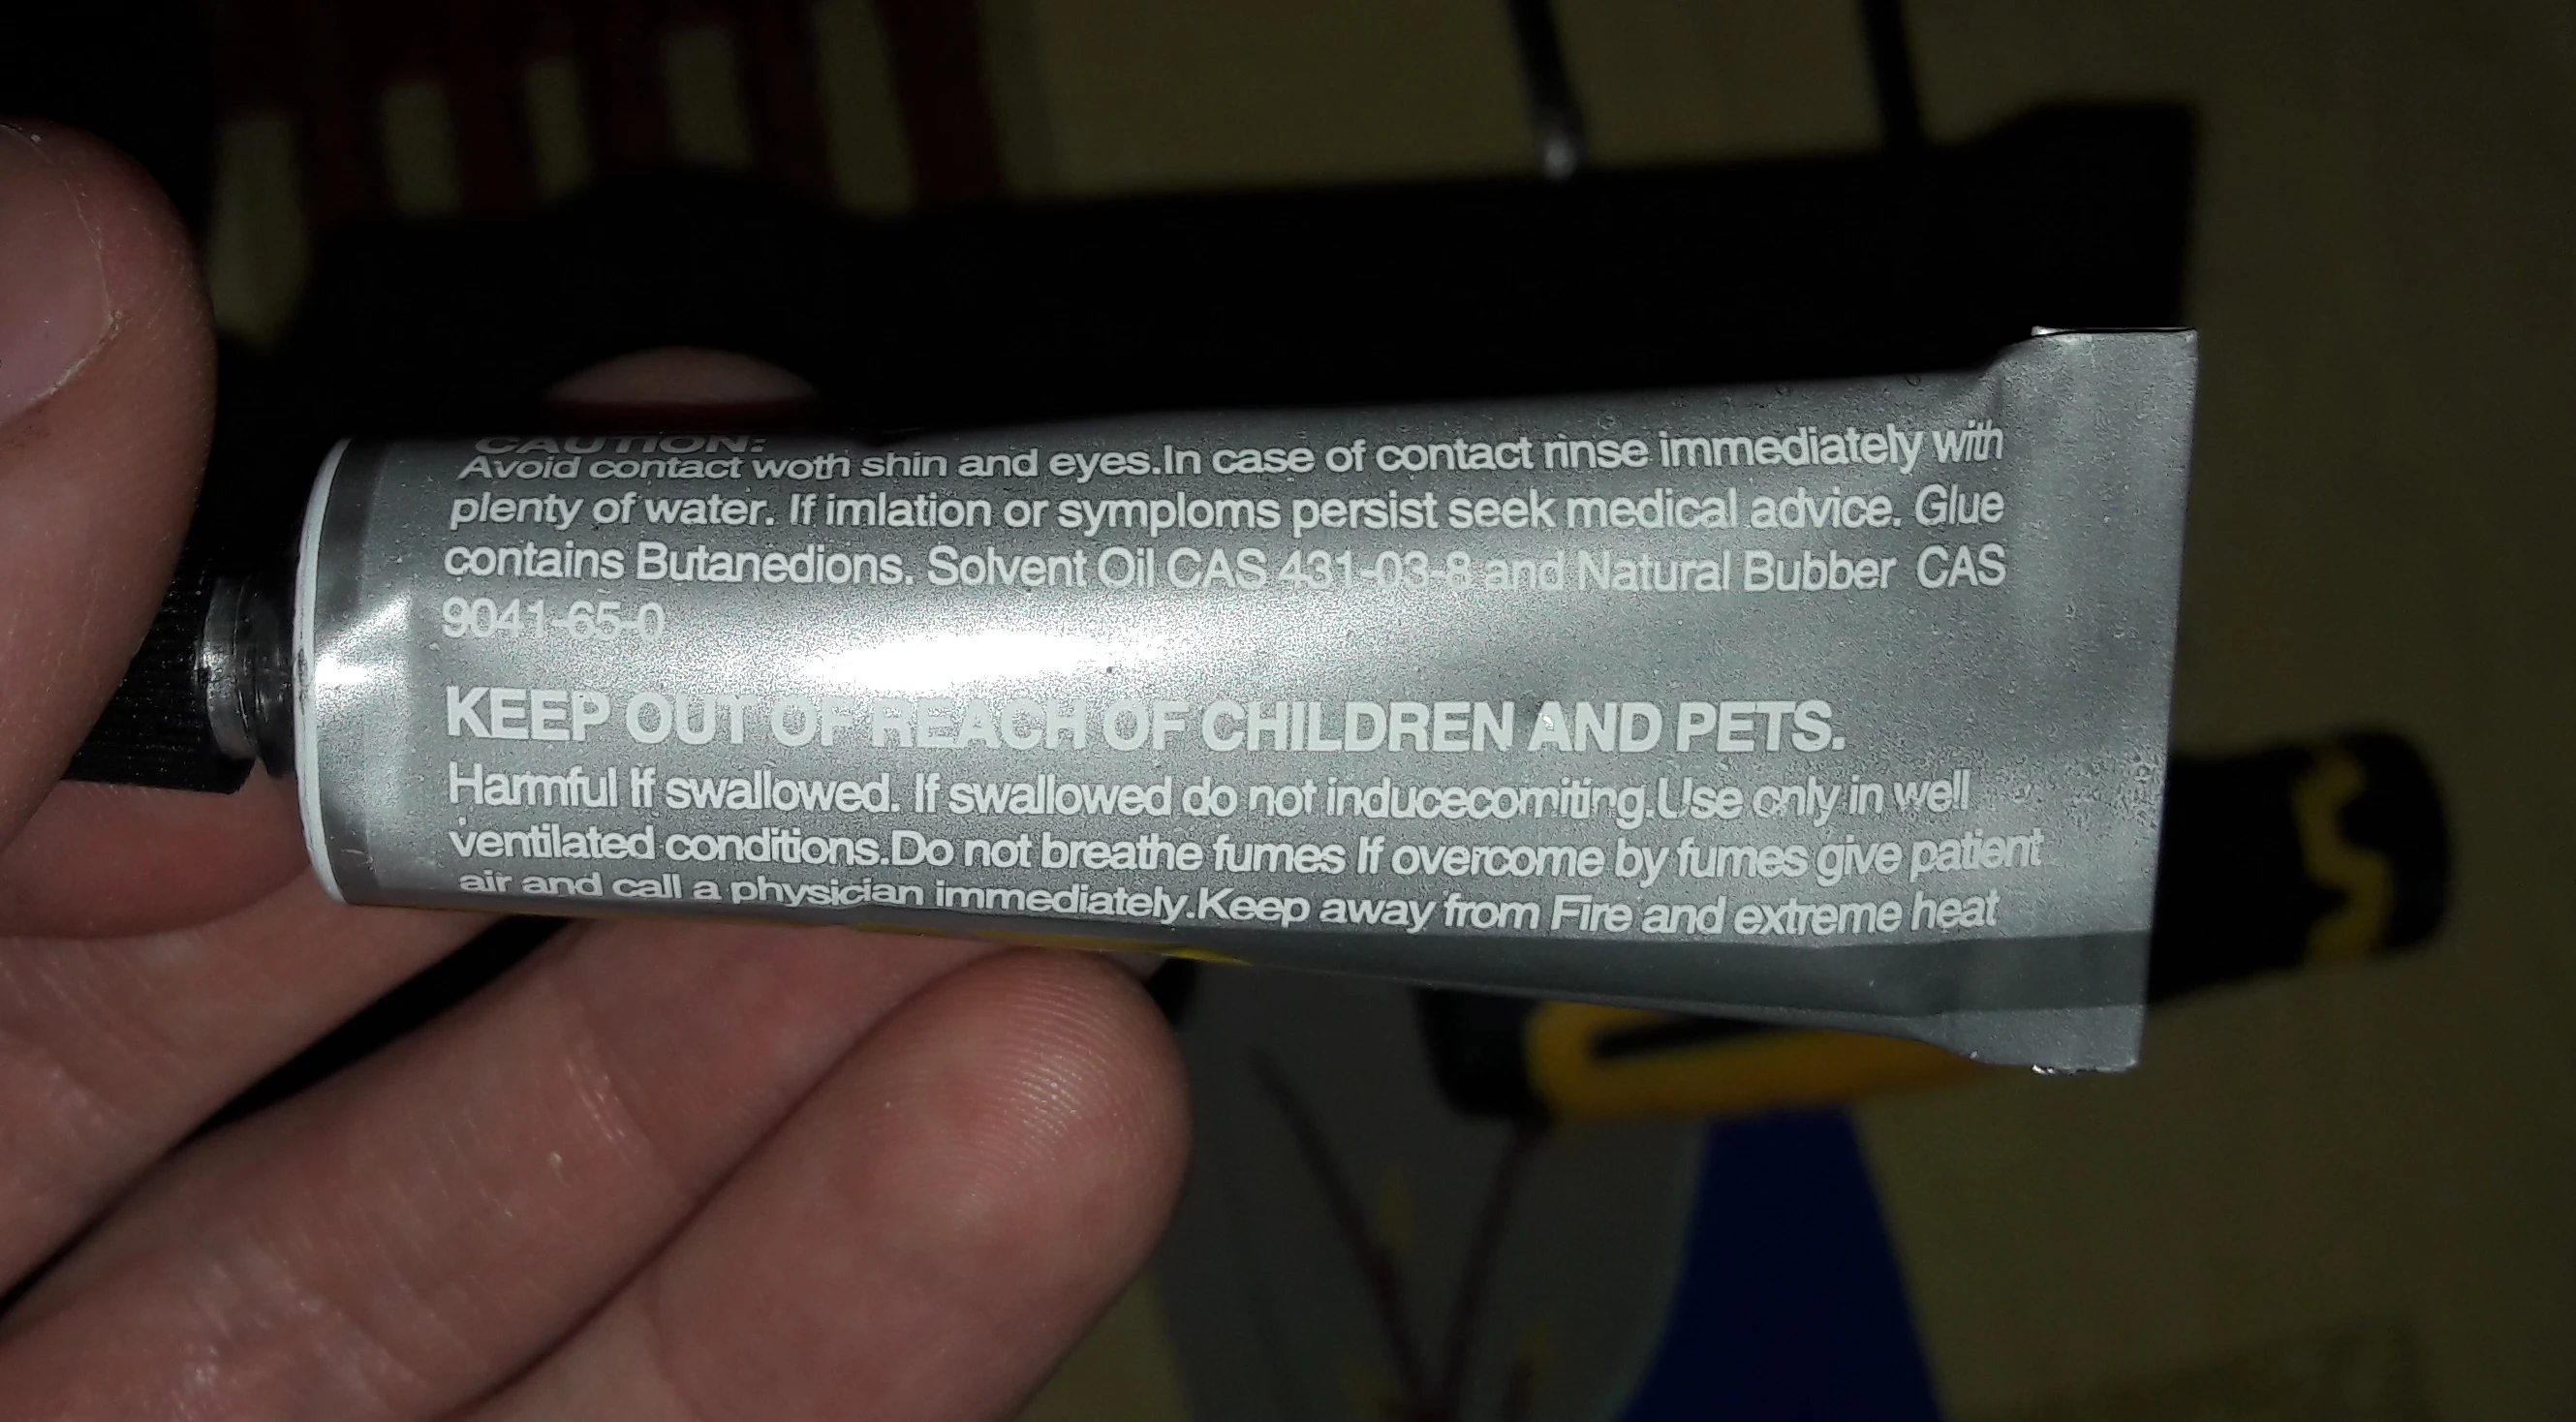 CAUTION:
Avoid contact woth shin and eyes.In case of contact rinse immediately with
plenty of water. If imlation or symploms persist seek medical advice. Glue
contains Butanedions. Solvent Oil CAS 431-03-8 and Natural Bubber CAS
9041-65-0
KEEP OUT OF REACH OF CHILDREN AND PETS.
Harmful If swallowed. If swallowed do not inducecomiting.Use only in well
ventilated conditions.Do not breathe fumes If overcome by fumes give patient
air and call a physician immediately.Keep away from Fire and extreme heat